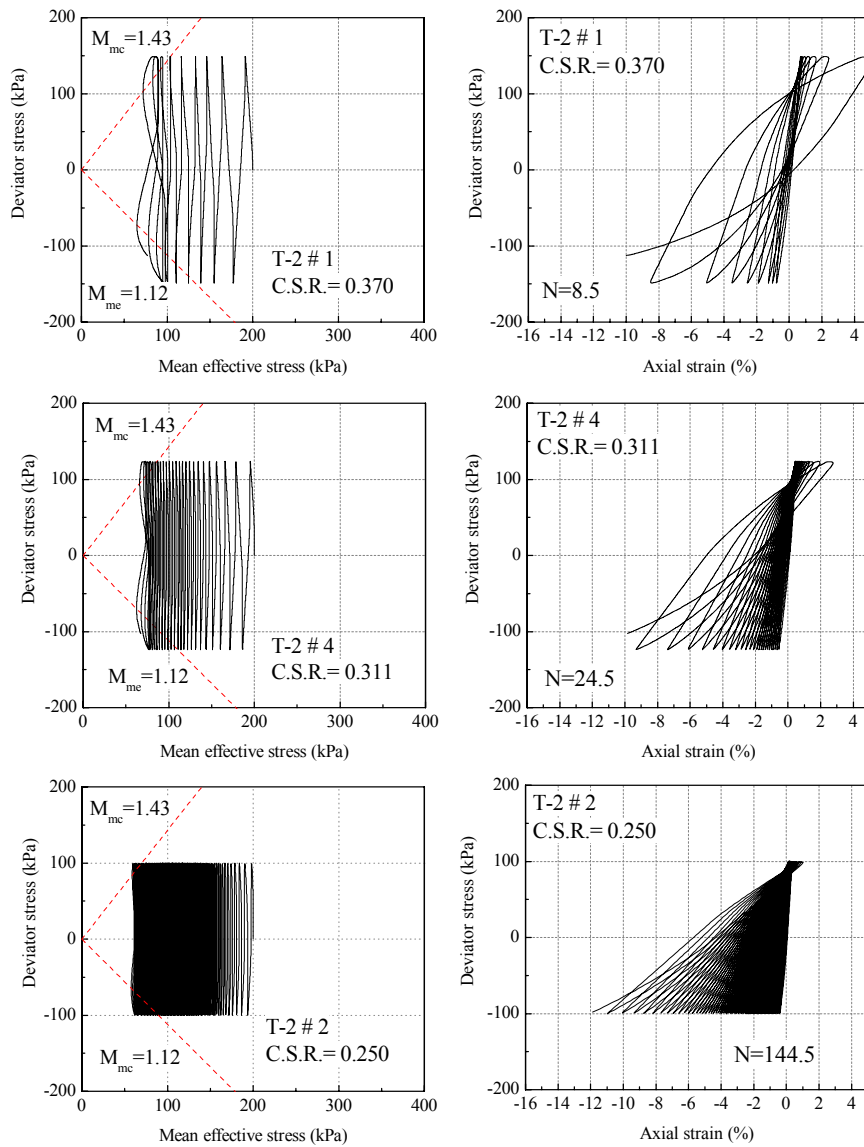 200
100
0
-100
-200
Deviator stress (kPa)
M_mc=1.43
M_me=1.12
T-2 # 1
C.S.R.= 0.370
0 100 200 300 400
Mean effective stress (kPa)
200
100
0
-100
-200
Deviator stress (kPa)
T-2 # 1
C.S.R.= 0.370
N=8.5
-16 -14 -12 -10 -8 -6 -4 -2 0 2 4
Axial strain (%)
200
100
0
-100
-200
Deviator stress (kPa)
M_mc=1.43
M_me=1.12
T-2 # 4
C.S.R.= 0.311
0 100 200 300 400
Mean effective stress (kPa)
200
100
0
-100
-200
Deviator stress (kPa)
T-2 # 4
C.S.R.= 0.311
N=24.5
-16 -14 -12 -10 -8 -6 -4 -2 0 2 4
Axial strain (%)
200
100
0
-100
-200
Deviator stress (kPa)
M_mc=1.43
M_mc=1.12
T-2 # 2
C.S.R.= 0.250
0 100 200 300 400
Mean effective stress (kPa)
200
100
0
-100
-200
Deviator stress (kPa)
T-2 # 2
C.S.R.= 0.250
N=144.5
-16 -14 -12 -10 -8 -6 -4 -2 0 2 4
Axial strain (%)